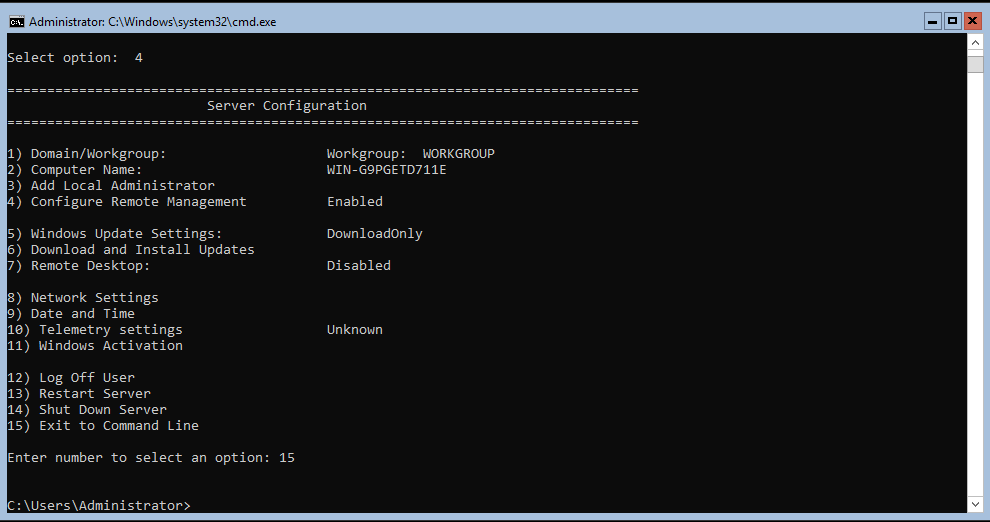 Administrator: C:\Windows\system32\cmd.exe
Select option:  4
===============================================================================
                         Server Configuration
===============================================================================
1) Domain/Workgroup:                    Workgroup:  WORKGROUP
2) Computer Name:                       WIN-G9PGETD711E
3) Add Local Administrator
4) Configure Remote Management          Enabled
5) Windows Update Settings:             DownloadOnly
6) Download and Install Updates
7) Remote Desktop:                      Disabled
8) Network Settings
9) Date and Time
10) Telemetry settings                  Unknown
11) Windows Activation
12) Log Off User
13) Restart Server
14) Shut Down Server
15) Exit to Command Line
Enter number to select an option: 15
C:\Users\Administrator>